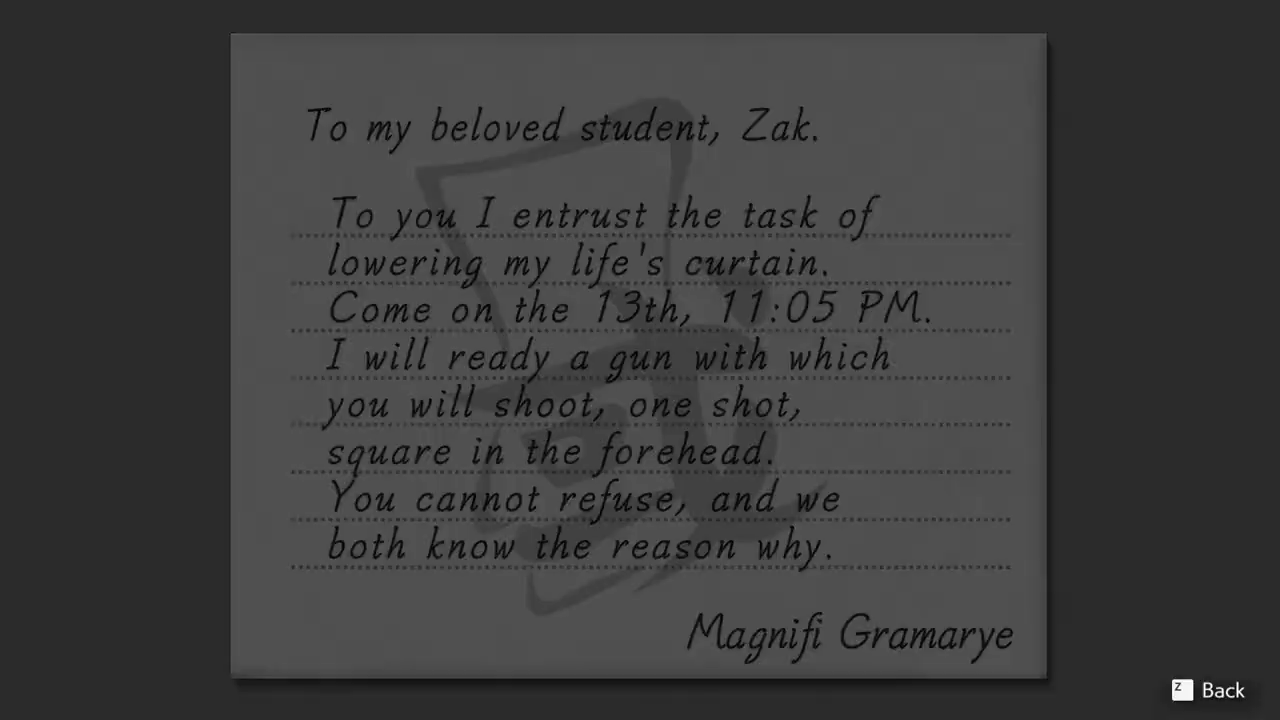 To my beloved student, Zak.
To you I entrust the task of
lowering my life's curtain.
Come on the 13th, 11:05 PM.
I will ready a gun with which
you will shoot, one shot,
square in the forehead.
You cannot refuse, and we
both know the reason why.
Magnifi Gramarye
Z Back